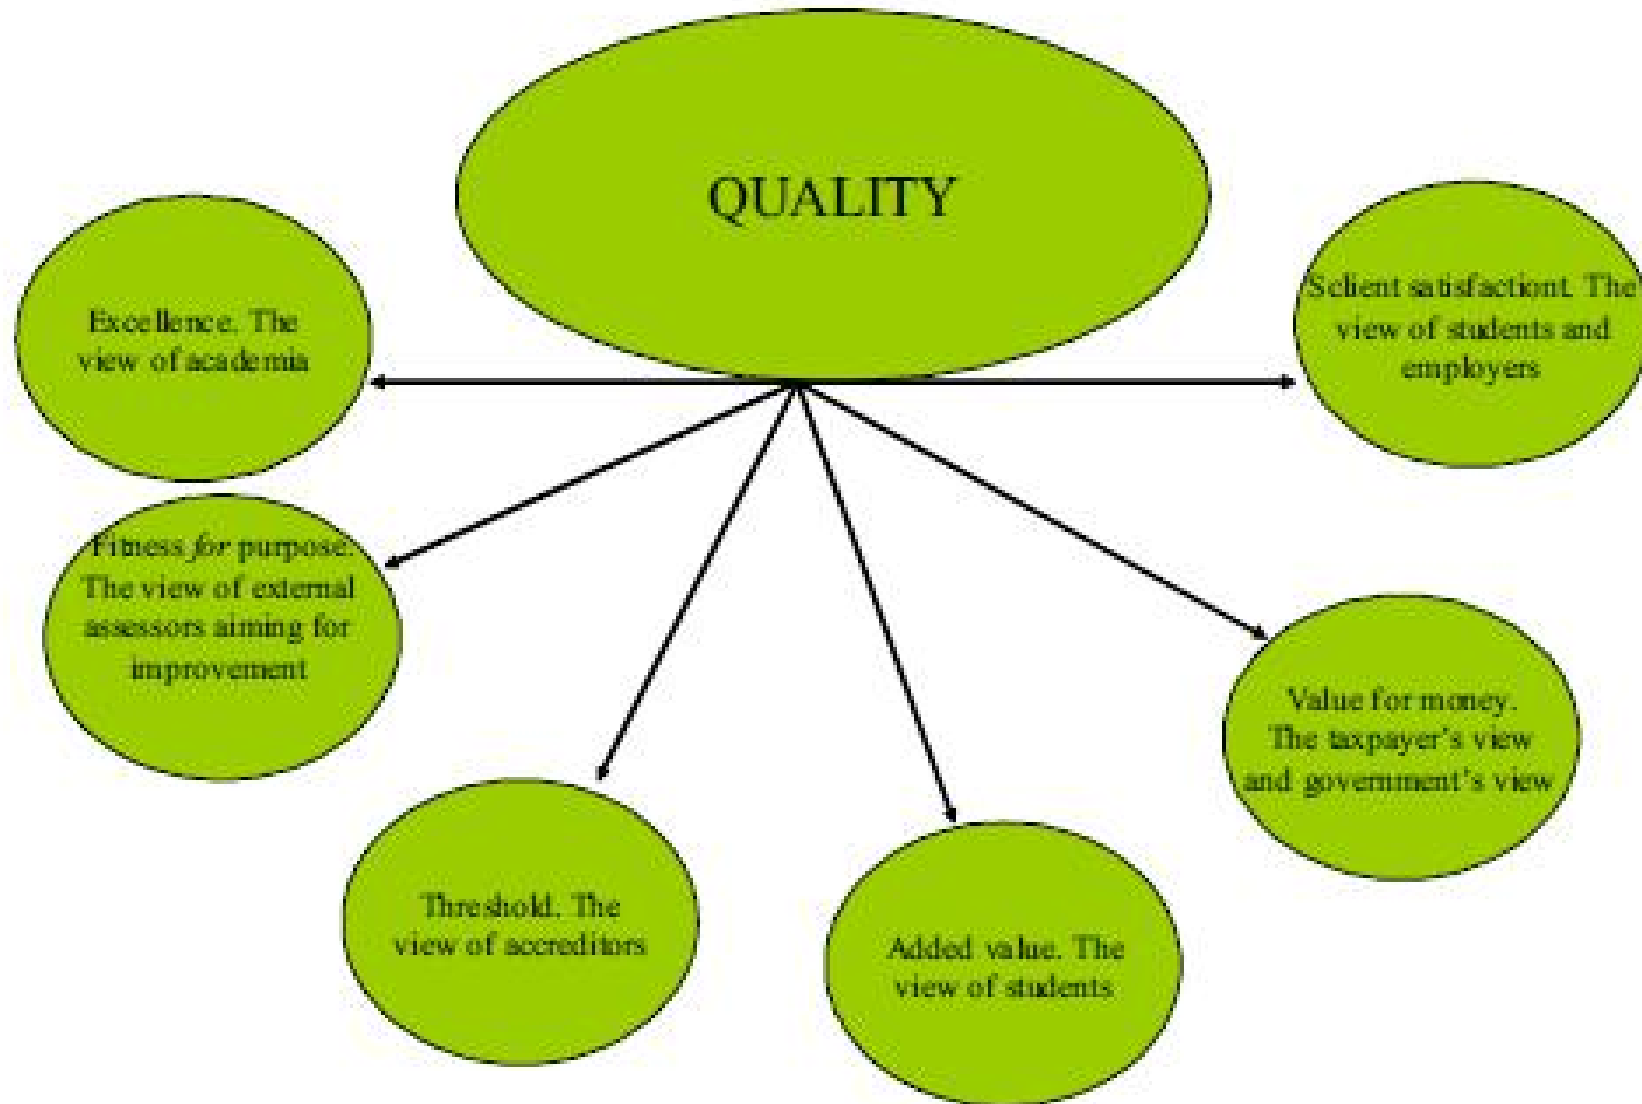 QUALITY
Excellence. The
view of academia
Sclient satisfactiont. The
view of students and
employers
Fitness for purpose.
The view of external
assessors aiming for
improvement
Value for money.
The taxpayer's view
and government's view
Threshold. The
view of accreditors
Added value. The
view of students